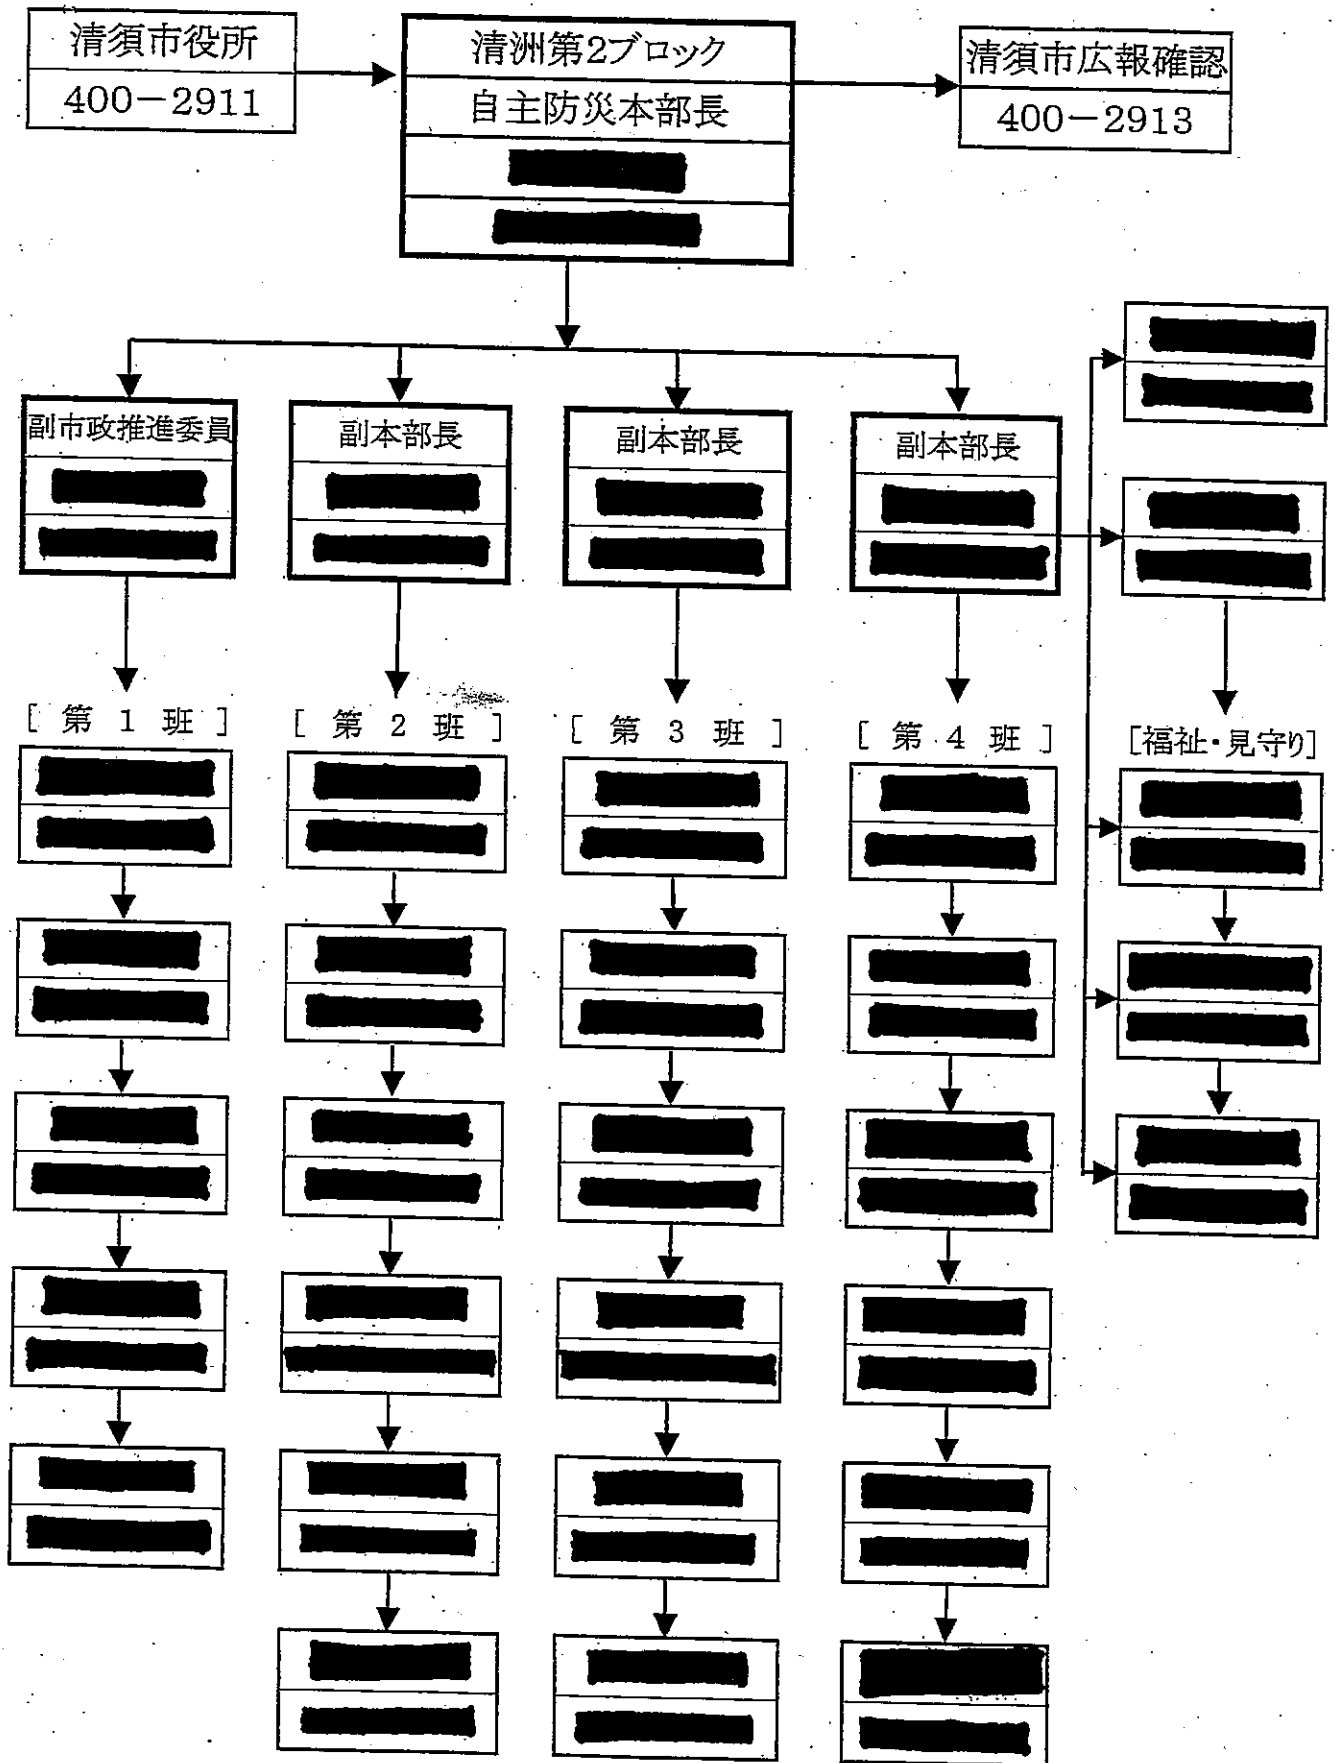 清須市役所
400-2911
清洲第2ブロック
自主防災本部長
清須市広報確認
400-2913
副市政推進委員
副本部長
副本部長
副本部長
[ 第 1 班 ]
[ 第 2 班 ]
[ 第 3 班 ]
[ 第 4 班 ]
[福祉・見守り]